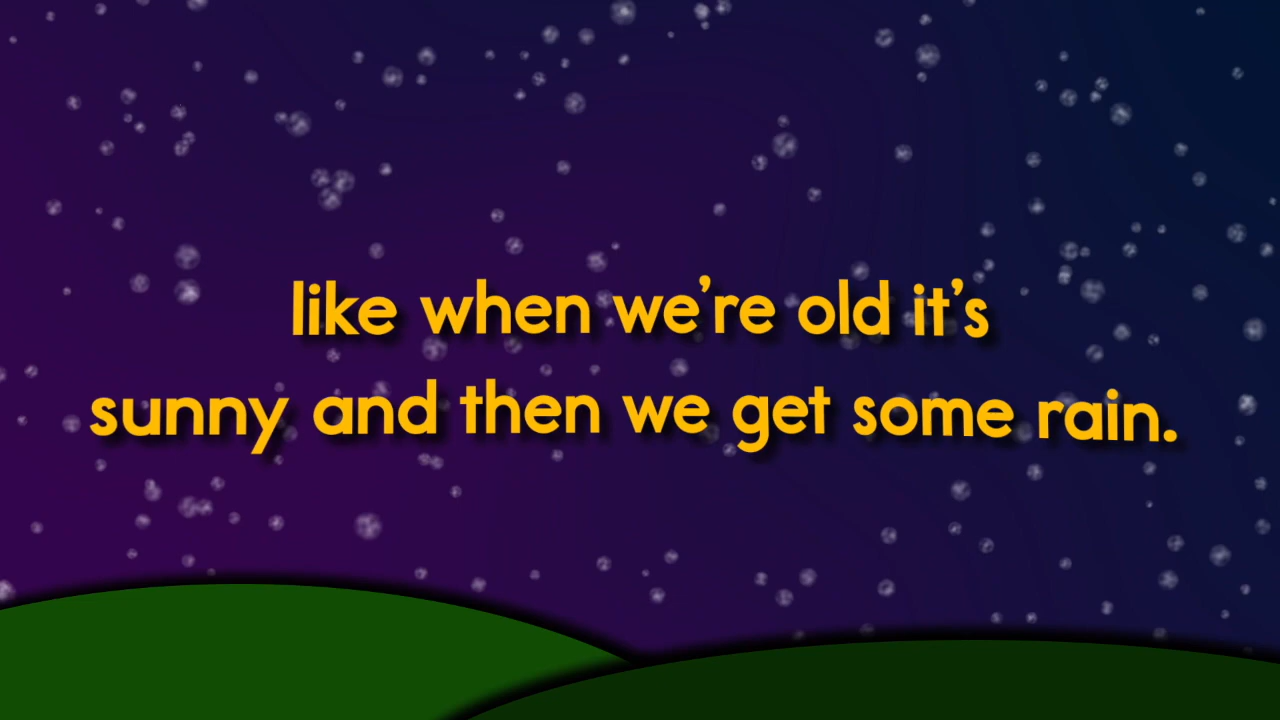 like when we’re old it’s
sunny and then we get some rain.